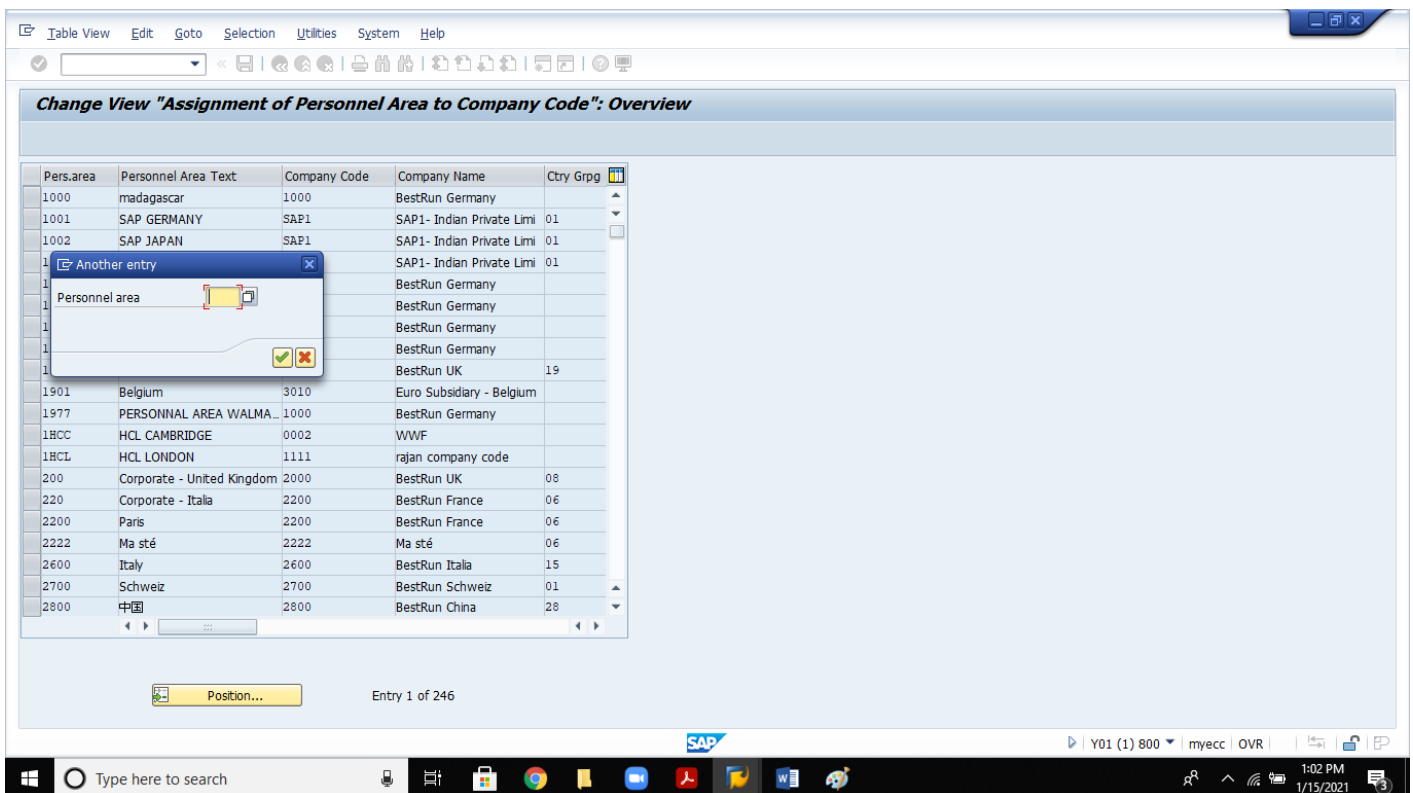 Table View Edit Goto Selection Utilities System Help
Change View "Assignment of Personnel Area to Company Code": Overview
Pers.area Personnel Area Text Company Code Company Name Ctry Grpg
1000 madagascar 1000 BestRun Germany
1001 SAP GERMANY SAP1 SAP1- Indian Private Limi 01
1002 SAP JAPAN SAP1 SAP1- Indian Private Limi 01
1 SAP1- Indian Private Limi 01
Another entry
Personnel area
1 BestRun Germany
1 BestRun Germany
1 BestRun Germany
1 BestRun Germany
1 BestRun UK 19
1901 Belgium 3010 Euro Subsidiary - Belgium
1977 PERSONNAL AREA WALMA... 1000 BestRun Germany
1HCC HCL CAMBRIDGE 0002 WWF
1HCL HCL LONDON 1111 rajan company code
200 Corporate - United Kingdom 2000 BestRun UK 08
220 Corporate - Italia 2200 BestRun France 06
2200 Paris 2200 BestRun France 06
2222 Ma sté 2222 Ma sté 06
2600 Italy 2600 BestRun Italia 15
2700 Schweiz 2700 BestRun Schweiz 01
2800 中国 2800 BestRun China 28
Position... Entry 1 of 246
SAP Y01 (1) 800 myecc OVR
Type here to search
1:02 PM
1/15/2021
3